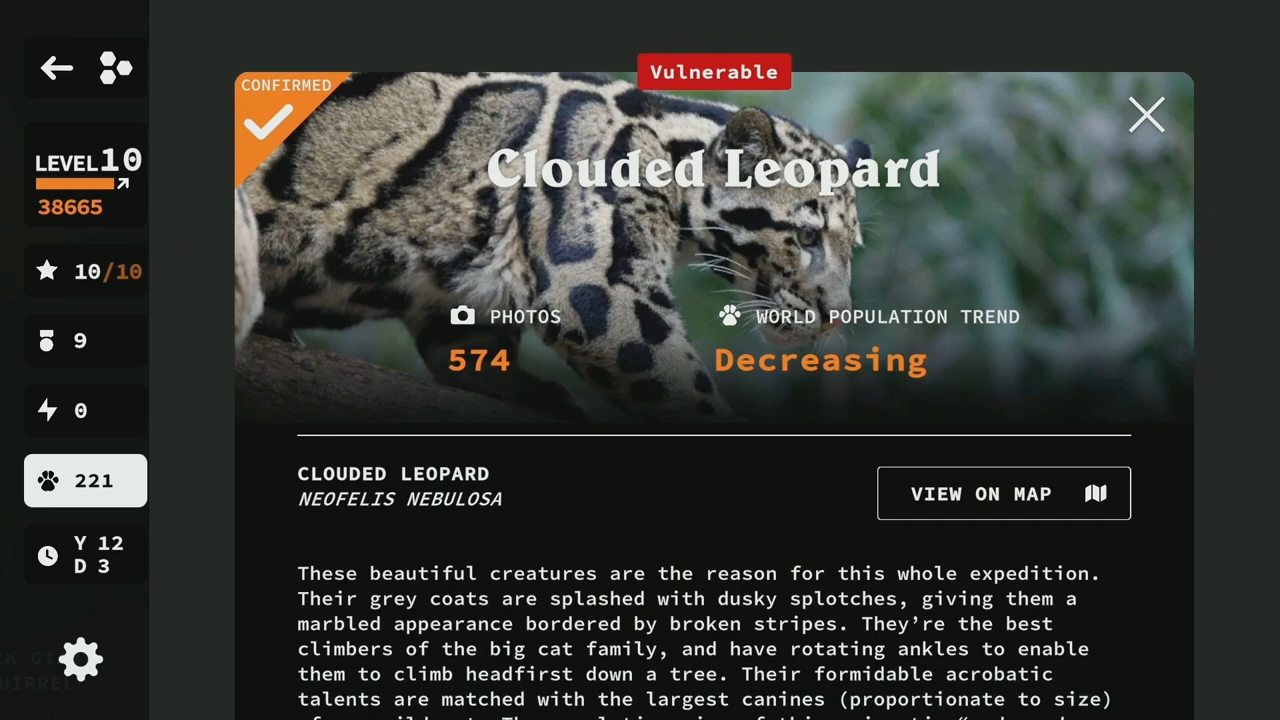 LEVEL10
38665
10/10
9
0
221
Y 12
D 3
Vulnerable
CONFIRMED
Clouded Leopard
PHOTOS
574
WORLD POPULATION TREND
Decreasing
CLOUDED LEOPARD
NEOFELIS NEBULOSA
VIEW ON MAP
These beautiful creatures are the reason for this whole expedition.
Their grey coats are splashed with dusky splotches, giving them a
marbled appearance bordered by broken stripes. They’re the best
climbers of the big cat family, and have rotating ankles to enable
them to climb headfirst down a tree. Their formidable acrobatic
talents are matched with the largest canines (proportionate to size)